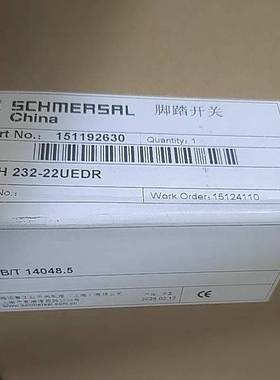 SCHMERSAL 脚踏开关
China
rt No.: 151192630 Quantity: 1
H 232-22UEDR
Work Order: 15124110
B/T 14048.5
CE